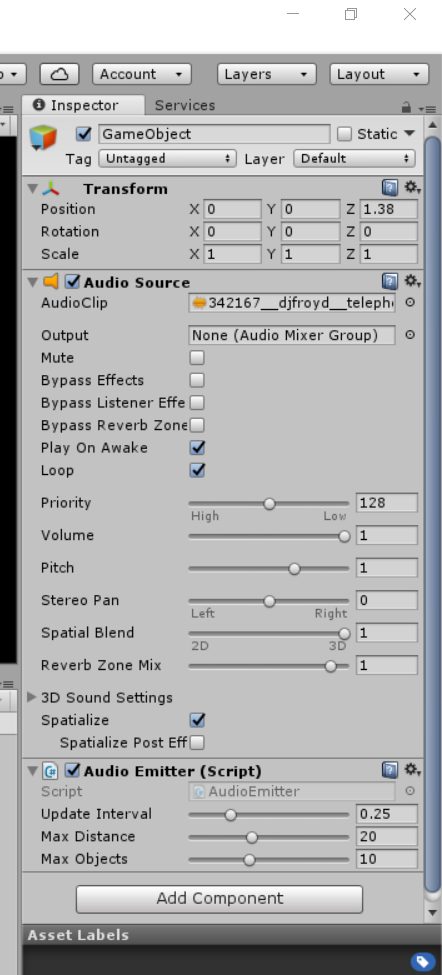 Account
Layers
Layout
Inspector Services
GameObject Static
Tag Untagged Layer Default
Transform
Position X 0 Y 0 Z 1.38
Rotation X 0 Y 0 Z 0
Scale X 1 Y 1 Z 1
Audio Source
AudioClip 342167__djfroyd__teleph
Output None (Audio Mixer Group)
Mute
Bypass Effects
Bypass Listener Effe
Bypass Reverb Zone
Play On Awake
Loop
Priority 128
High Low
Volume 1
Pitch 1
Stereo Pan 0
Left Right
Spatial Blend 1
2D 3D
Reverb Zone Mix 1
3D Sound Settings
Spatialize
Spatialize Post Eff
Audio Emitter (Script)
Script AudioEmitter
Update Interval 0.25
Max Distance 20
Max Objects 10
Add Component
Asset Labels